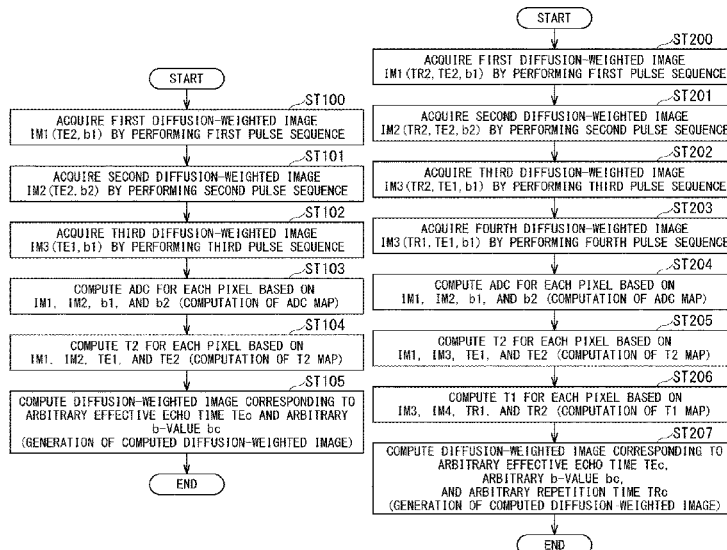 START
ST100
ACQUIRE FIRST DIFFUSION-WEIGHTED IMAGE
IM1(TE2, b1) BY PERFORMING FIRST PULSE SEQUENCE
ST101
ACQUIRE SECOND DIFFUSION-WEIGHTED IMAGE
IM2(TE2, b2) BY PERFORMING SECOND PULSE SEQUENCE
ST102
ACQUIRE THIRD DIFFUSION-WEIGHTED IMAGE
IM3(TE1, b1) BY PERFORMING THIRD PULSE SEQUENCE
ST103
COMPUTE ADC FOR EACH PIXEL BASED ON
IM1, IM2, b1, AND b2 (COMPUTATION OF ADC MAP)
ST104
COMPUTE T2 FOR EACH PIXEL BASED ON
IM1, IM2, TE1, AND TE2 (COMPUTATION OF T2 MAP)
ST105
COMPUTE DIFFUSION-WEIGHTED IMAGE CORRESPONDING TO
ARBITRARY EFFECTIVE ECHO TIME TEc AND ARBITRARY
b-VALUE bc
(GENERATION OF COMPUTED DIFFUSION-WEIGHTED IMAGE)
END
START
ST200
ACQUIRE FIRST DIFFUSION-WEIGHTED IMAGE
IM1(TR2, TE2, b1) BY PERFORMING FIRST PULSE SEQUENCE
ST201
ACQUIRE SECOND DIFFUSION-WEIGHTED IMAGE
IM2(TR2, TE2, b2) BY PERFORMING SECOND PULSE SEQUENCE
ST202
ACQUIRE THIRD DIFFUSION-WEIGHTED IMAGE
IM3(TR2, TE1, b1) BY PERFORMING THIRD PULSE SEQUENCE
ST203
ACQUIRE FOURTH DIFFUSION-WEIGHTED IMAGE
IM3(TR1, TE1, b1) BY PERFORMING FOURTH PULSE SEQUENCE
ST204
COMPUTE ADC FOR EACH PIXEL BASED ON
IM1, IM2, b1, AND b2 (COMPUTATION OF ADC MAP)
ST205
COMPUTE T2 FOR EACH PIXEL BASED ON
IM1, IM3, TE1, AND TE2 (COMPUTATION OF T2 MAP)
ST206
COMPUTE T1 FOR EACH PIXEL BASED ON
IM3, IM4, TR1, AND TR2 (COMPUTATION OF T1 MAP)
ST207
COMPUTE DIFFUSION-WEIGHTED IMAGE CORRESPONDING TO
ARBITRARY EFFECTIVE ECHO TIME TEc,
ARBITRARY b-VALUE bc,
AND ARBITRARY REPETITION TIME TRc
(GENERATION OF COMPUTED DIFFUSION-WEIGHTED IMAGE)
END